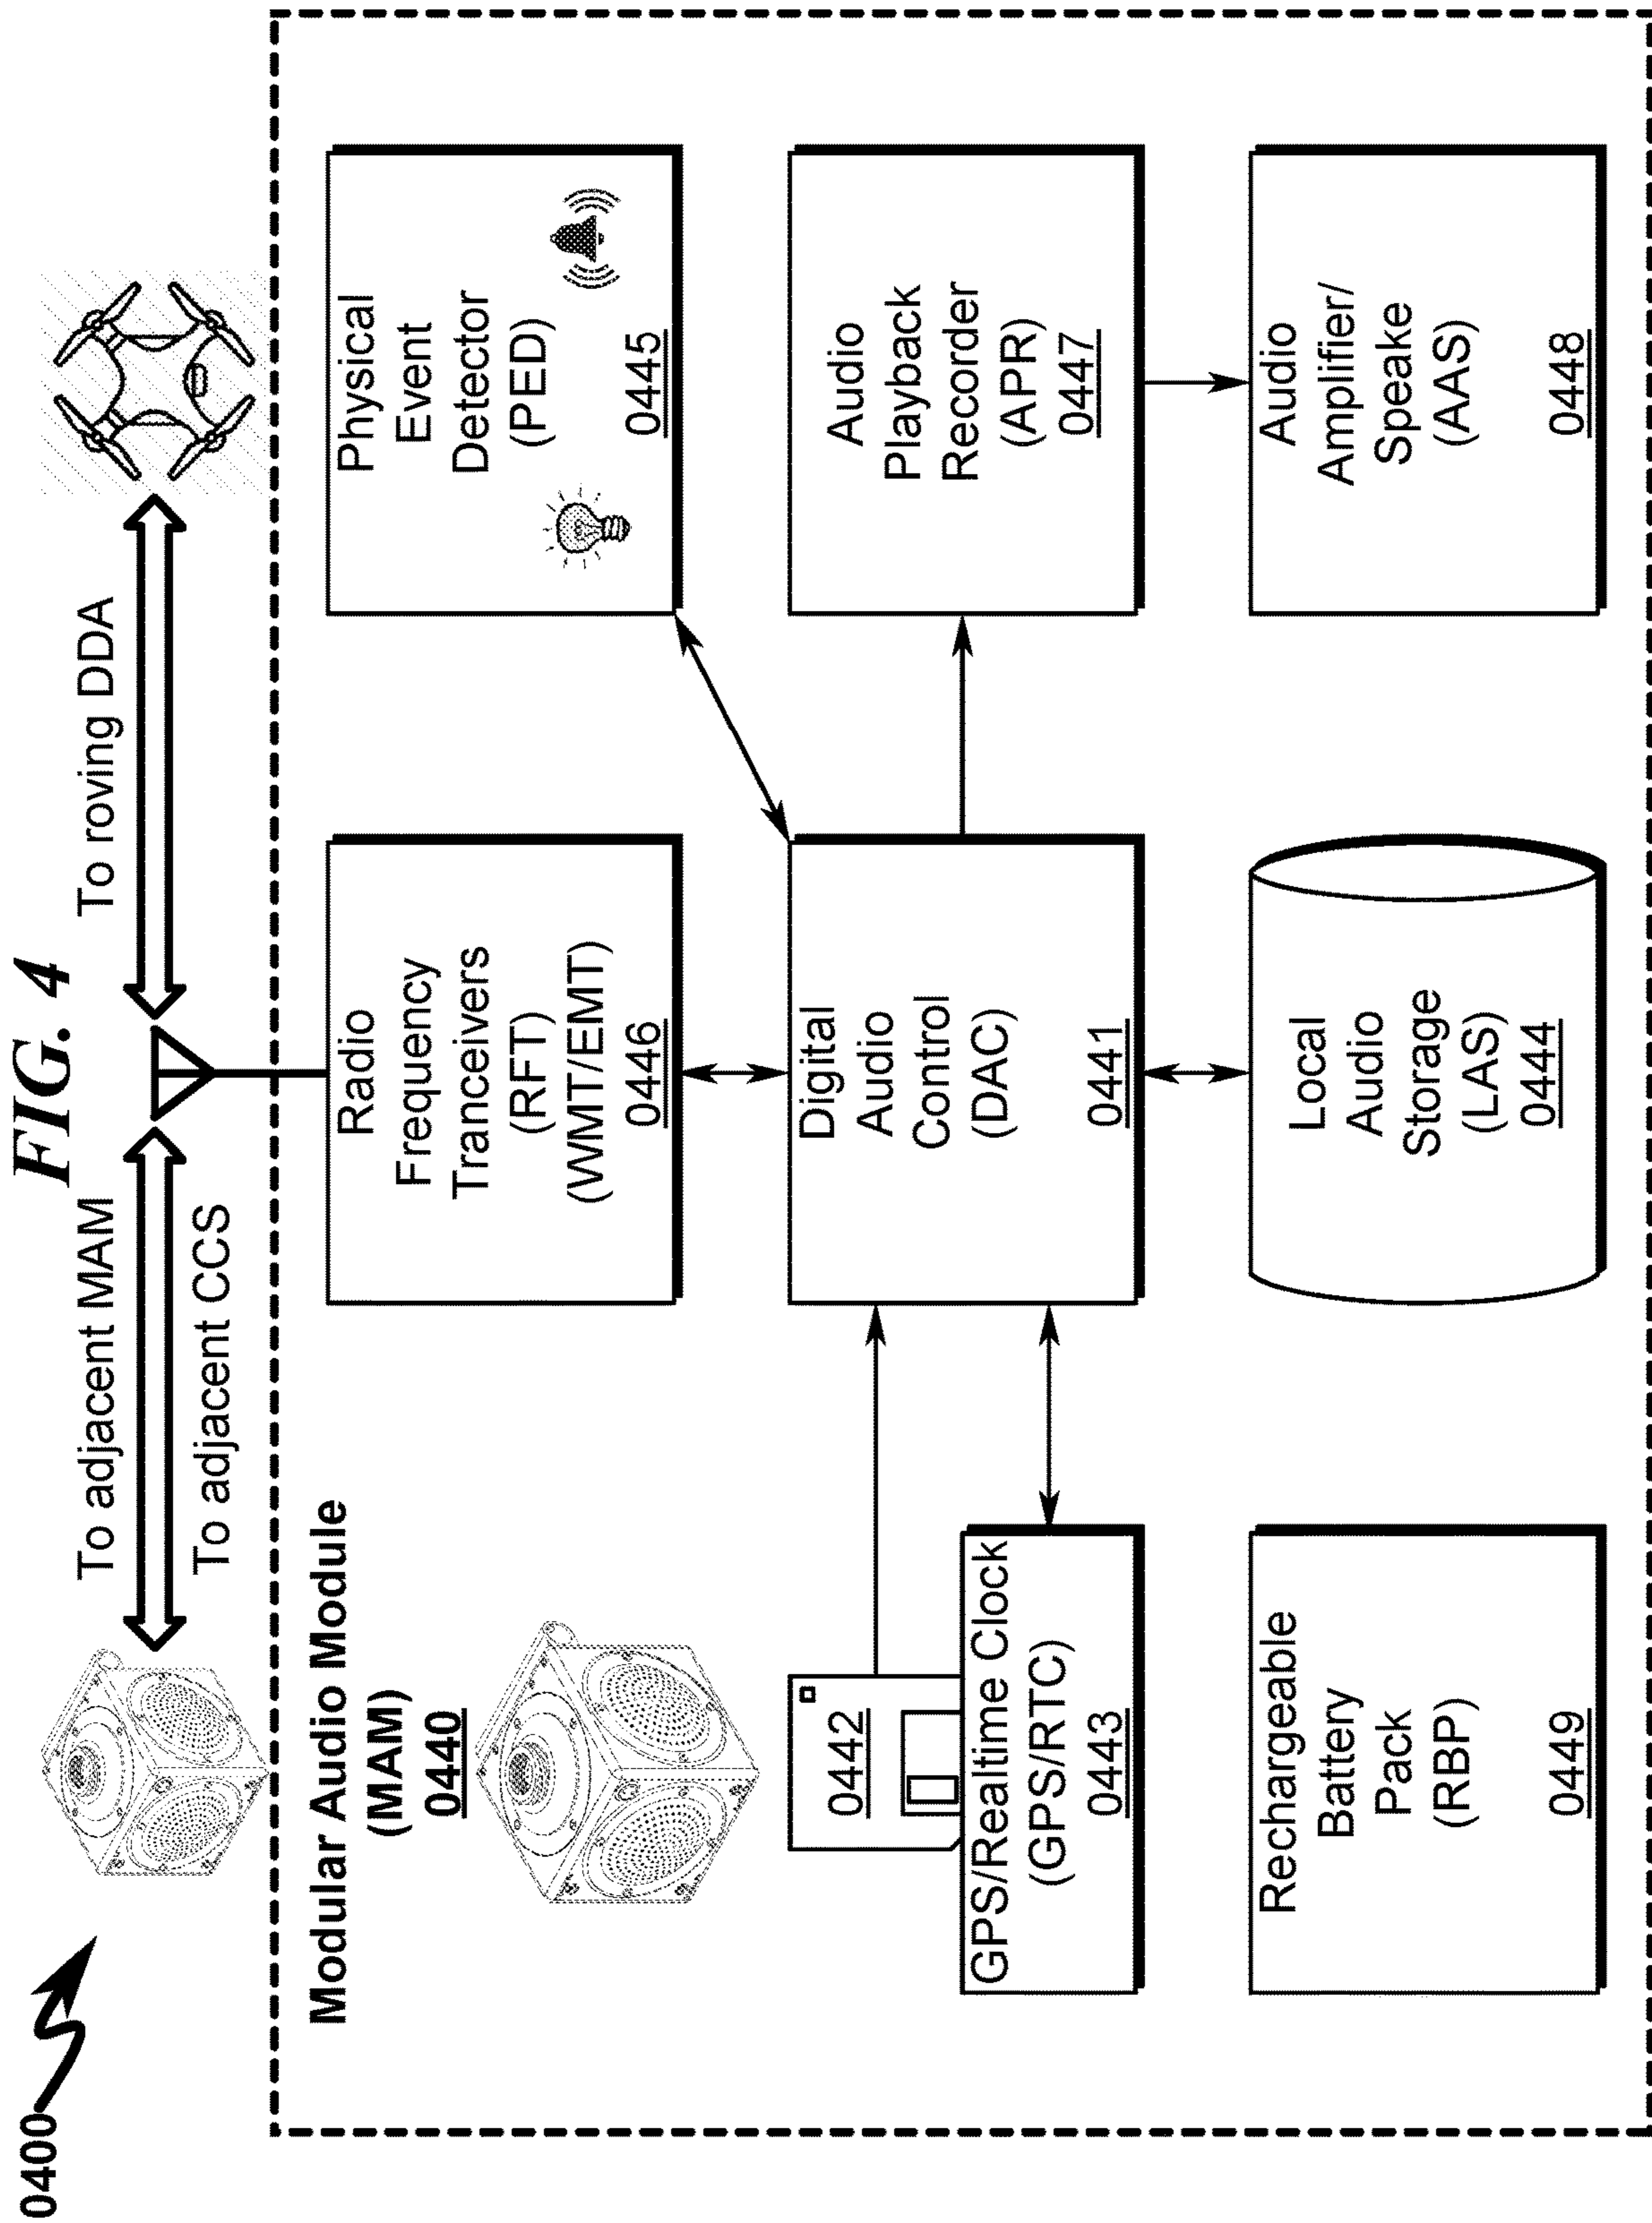 FIG. 4
0400
To adjacent MAM
To adjacent CCS
To roving DDA
Modular Audio Module
(MAM)
0440
Radio
Frequency
Tranceivers
(RFT)
(WMT/EMT)
0446
Physical
Event
Detector
(PED)
0445
0442
GPS/Realtime Clock
(GPS/RTC)
0443
Digital
Audio
Control
(DAC)
0441
Audio
Playback
Recorder
(APR)
0447
Rechargeable
Battery
Pack
(RBP)
0449
Local
Audio
Storage
(LAS)
0444
Audio
Amplifier/
Speake
(AAS)
0448